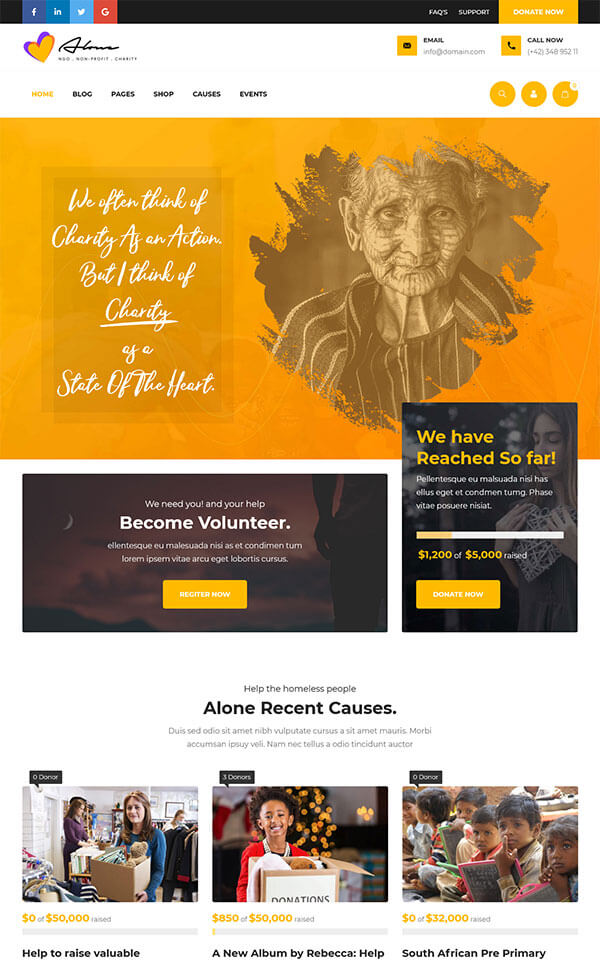 FAQ'S SUPPORT DONATE NOW
Alone
NGO . NON-PROFIT . CHARITY
EMAIL
info@domain.com
CALL NOW
(+42) 348 952 11
HOME BLOG PAGES SHOP CAUSES EVENTS
0
We often think of
Charity As an Action.
But I think of
Charity
as a
State Of The Heart.
We have
Reached So far!
Pellentesque eu malsuada nisi has
ellus eget et condmen tumg. Phase
vitae posuere nisiat.
$1,200 of $5,000 raised
DONATE NOW
We need you! and your help
Become Volunteer.
ellentesque eu malesuada nisi as et condimen tum
lorem ipsem vitae arcu eget lobortis cursus.
REGITER NOW
Help the homeless people
Alone Recent Causes.
Duis sed odio sit amet nibh vulputate cursus a sit amet mauris. Morbi
accumsan ipsuy veli. Nam nec tellus a odio tincidunt auctor
0 Donor
$0 of $50,000 raised
Help to raise valuable
3 Donors
DONATIONS
$850 of $50,000 raised
A New Album by Rebecca: Help
0 Donor
$0 of $32,000 raised
South African Pre Primary